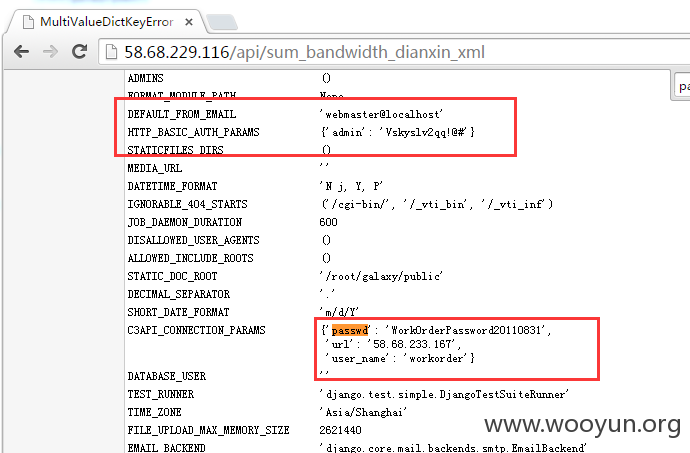 MultiValueDictKeyError
58.68.229.116/api/sum_bandwidth_dianxin_xml
pa
ADMINS ()
FORMAT_MODULE_PATH None
DEFAULT_FROM_EMAIL 'webmaster@localhost'
HTTP_BASIC_AUTH_PARAMS {'admin': 'Vskyslv2qq!@#'}
STATICFILES_DIRS ()
MEDIA_URL ''
DATETIME_FORMAT 'N j, Y, P'
IGNORABLE_404_STARTS ('/cgi-bin/', '/_vti_bin', '/_vti_inf')
JOB_DAEMON_DURATION 600
DISALLOWED_USER_AGENTS ()
ALLOWED_INCLUDE_ROOTS ()
STATIC_DOC_ROOT '/root/galaxy/public'
DECIMAL_SEPARATOR '.'
SHORT_DATE_FORMAT 'm/d/Y'
C3API_CONNECTION_PARAMS {'passwd': 'WorkOrderPassword20110831',
'url': '58.68.233.167',
'user_name': 'workorder'}
DATABASE_USER ''
TEST_RUNNER 'django.test.simple.DjangoTestSuiteRunner'
TIME_ZONE 'Asia/Shanghai'
FILE_UPLOAD_MAX_MEMORY_SIZE 2621440
EMAIL_BACKEND 'django.core.mail.backends.smtp.EmailBackend'
www.wooyun.org